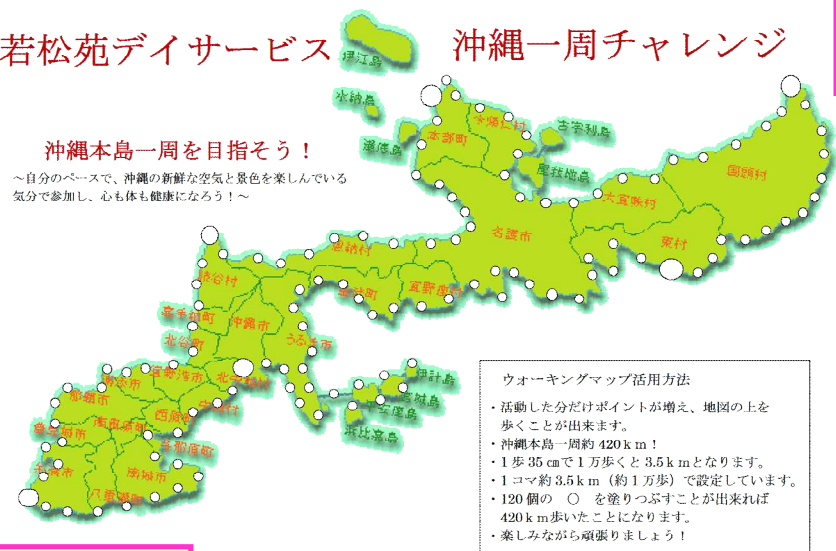 若松苑デイサービス
沖縄一周チャレンジ
沖縄本島一周を目指そう！
～自分のペースで、沖縄の新鮮な空気と景色を楽しんでいる
気分で参加し、心も体も健康になろう！～
伊江島
水納島
瀬底島
本部町
今帰仁村
古宇利島
屋我地島
国頭村
大宜味村
東村
名護市
恩納村
宜野座村
金武町
読谷村
嘉手納町
沖縄市
うるま市
北谷町
宜野湾市
北中城村
中城村
浦添市
那覇市
西原町
南風原町
与那原町
豊見城市
糸満市
南城市
八重瀬町
伊計島
宮城島
平安座島
浜比嘉島
ウォーキングマップ活用方法
・活動した分だけポイントが増え、地図の上を
歩くことが出来ます。
・沖縄本島一周約 420ｋｍ！
・1 歩 35 ㎝で 1 万歩くと 3.5ｋｍとなります。
・1 コマ約 3.5ｋｍ（約 1 万歩）で設定しています。
・120 個の　○　を塗りつぶすことが出来れば
420ｋｍ歩いたことになります。
・楽しみながら頑張りましょう！